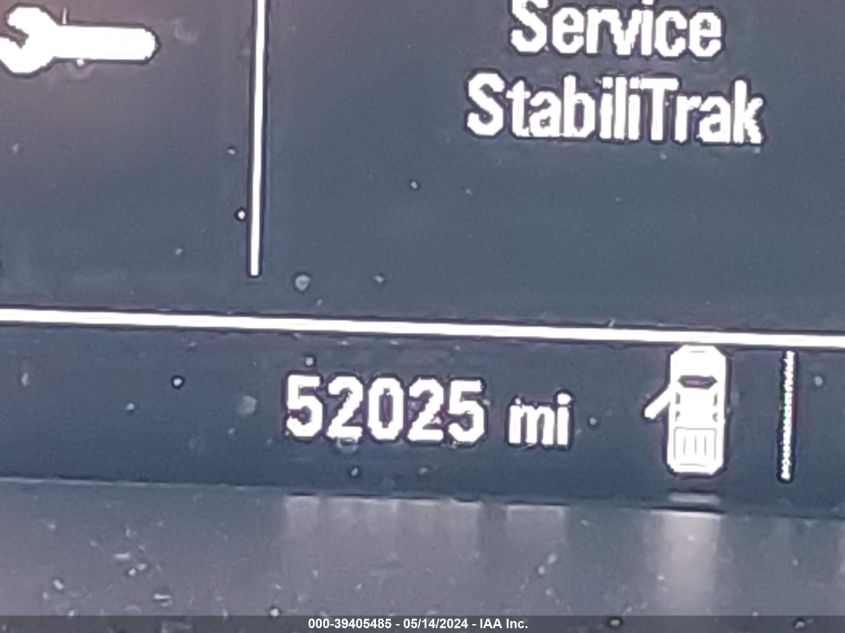 Service
StabiliTrak
52025 mi
000-39405485 - 05/14/2024 - IAA Inc.